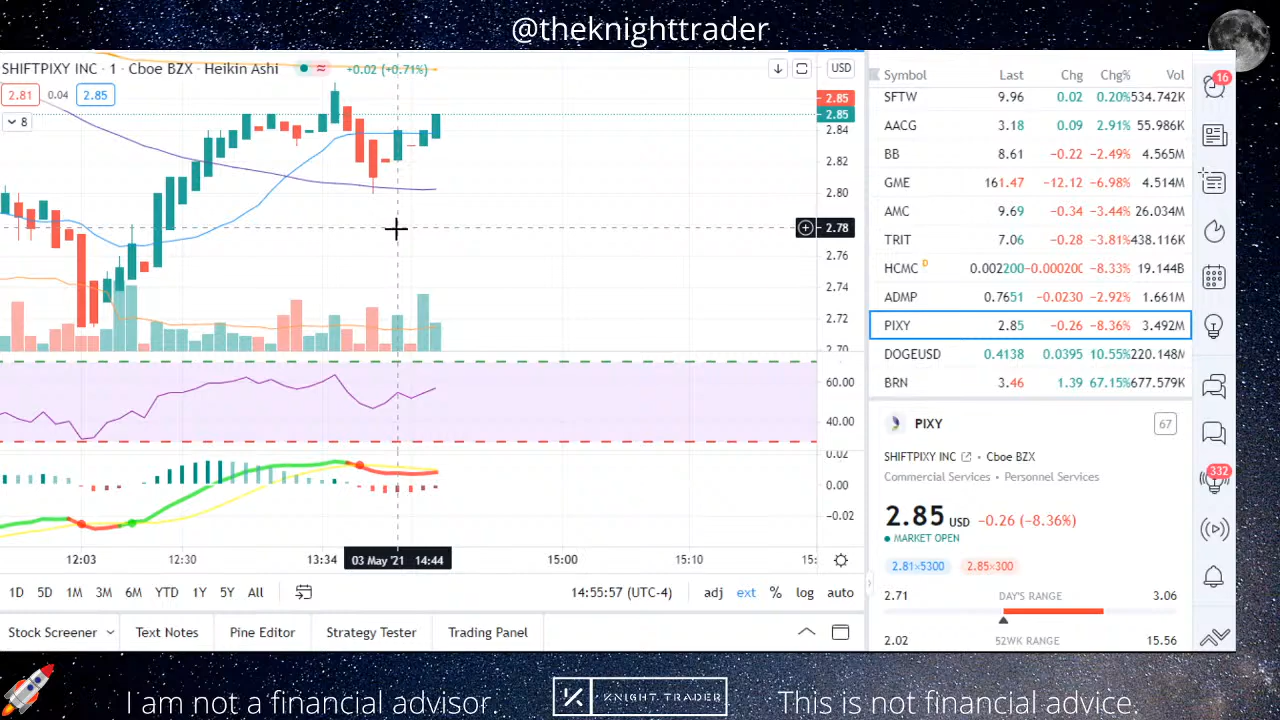 @theknighttrader
SHIFTPIXY INC · 1 · Cboe BZX · Heikin Ashi +0.02 (+0.71%) USD
2.81 0.04 2.85
8
2.85
2.85
2.84
2.82
2.80
2.78
2.76
2.74
2.72
2.70
60.00
40.00
0.02
0.00
−0.02
12:03 12:30 13:34 03 May '21 14:44 15:00 15:10 15:
1D 5D 1M 3M 6M YTD 1Y 5Y All 14:55:57 (UTC-4) adj ext % log auto
Stock Screener Text Notes Pine Editor Strategy Tester Trading Panel
Symbol Last Chg Chg% Vol
SFTW 9.96 0.02 0.20% 534.742K
AACG 3.18 0.09 2.91% 55.986K
BB 8.61 −0.22 −2.49% 4.565M
GME 161.47 −12.12 −6.98% 4.514M
AMC 9.69 −0.34 −3.44% 26.034M
TRIT 7.06 −0.28 −3.81% 438.116K
HCMC D 0.002200 −0.000200 −8.33% 19.144B
ADMP 0.7651 −0.0230 −2.92% 1.661M
PIXY 2.85 −0.26 −8.36% 3.492M
DOGEUSD 0.4138 0.0395 10.55% 220.148M
BRN 3.46 1.39 67.15% 677.579K
PIXY 67
SHIFTPIXY INC · Cboe BZX
Commercial Services · Personnel Services
2.85 USD −0.26 (−8.36%)
MARKET OPEN
2.81×5300 2.85×300
2.71 DAY'S RANGE 3.06
2.02 52WK RANGE 15.56
16
332
I am not a financial advisor. KNIGHT TRADER This is not financial advice.